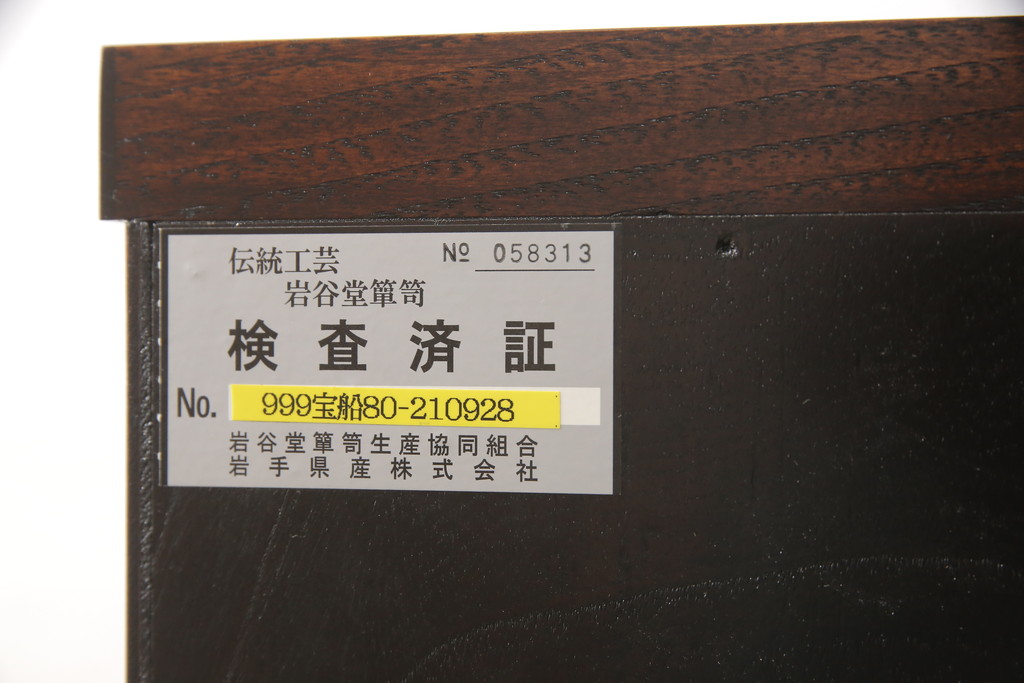 伝統工芸 № 058313
岩谷堂簞笥
検査済証
No. 999宝船80-210928
岩谷堂簞笥生産協同組合
岩手県産株式会社